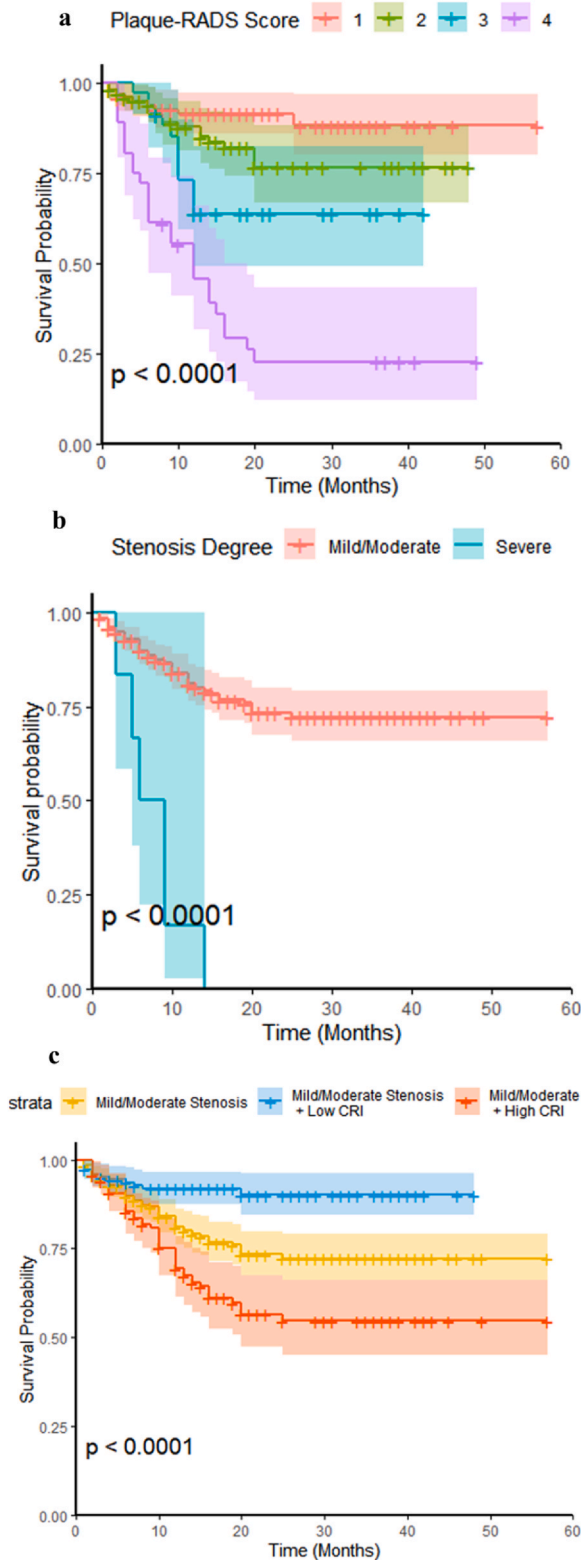 a
Plaque-RADS Score 1 2 3 4
1.00
0.75
0.50
0.25
0.00
Survival Probability
p < 0.0001
0 10 20 30 40 50 60
Time (Months)
b
Stenosis Degree Mild/Moderate Severe
1.00
0.75
0.50
0.25
0.00
Survival probability
p < 0.0001
0 10 20 30 40 50 60
Time (Months)
c
strata Mild/Moderate Stenosis Mild/Moderate Stenosis + Low CRI Mild/Moderate + High CRI
1.00
0.75
0.50
0.25
0.00
Survival Probability
p < 0.0001
0 10 20 30 40 50 60
Time (Months)